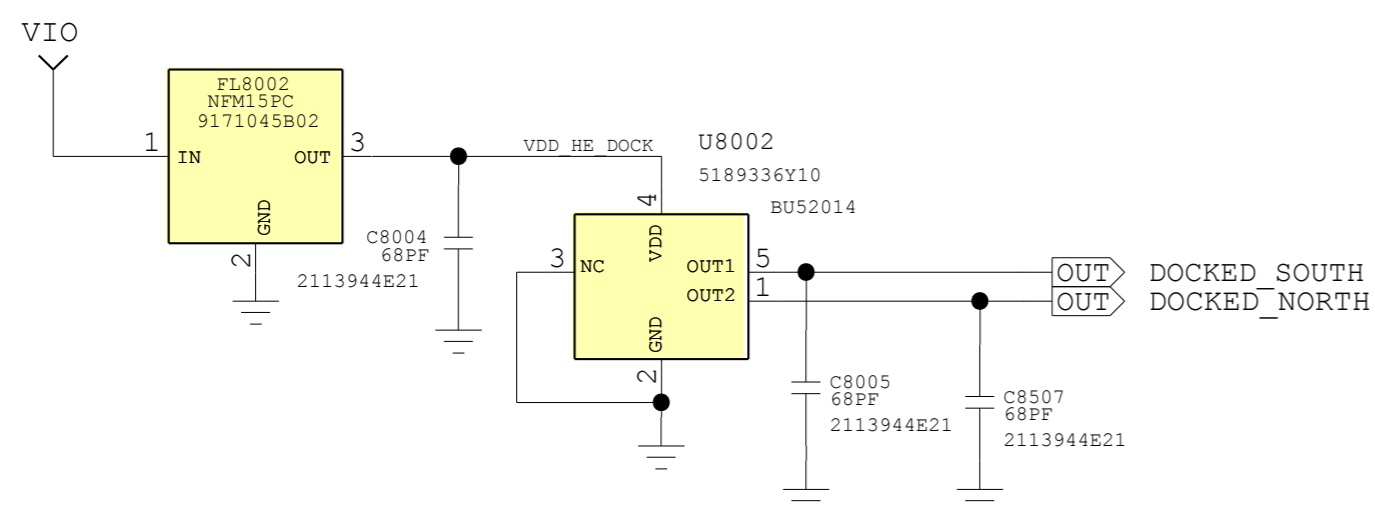 VIO
FL8002
NFM15PC
9171045B02
1
IN
OUT
3
GND
2
C8004
68PF
2113944E21
VDD_HE_DOCK
U8002
5189336Y10
BU52014
4
VDD
3
NC
OUT1
5
OUT2
1
GND
2
OUT
DOCKED_SOUTH
OUT
DOCKED_NORTH
C8005
68PF
2113944E21
C8507
68PF
2113944E21